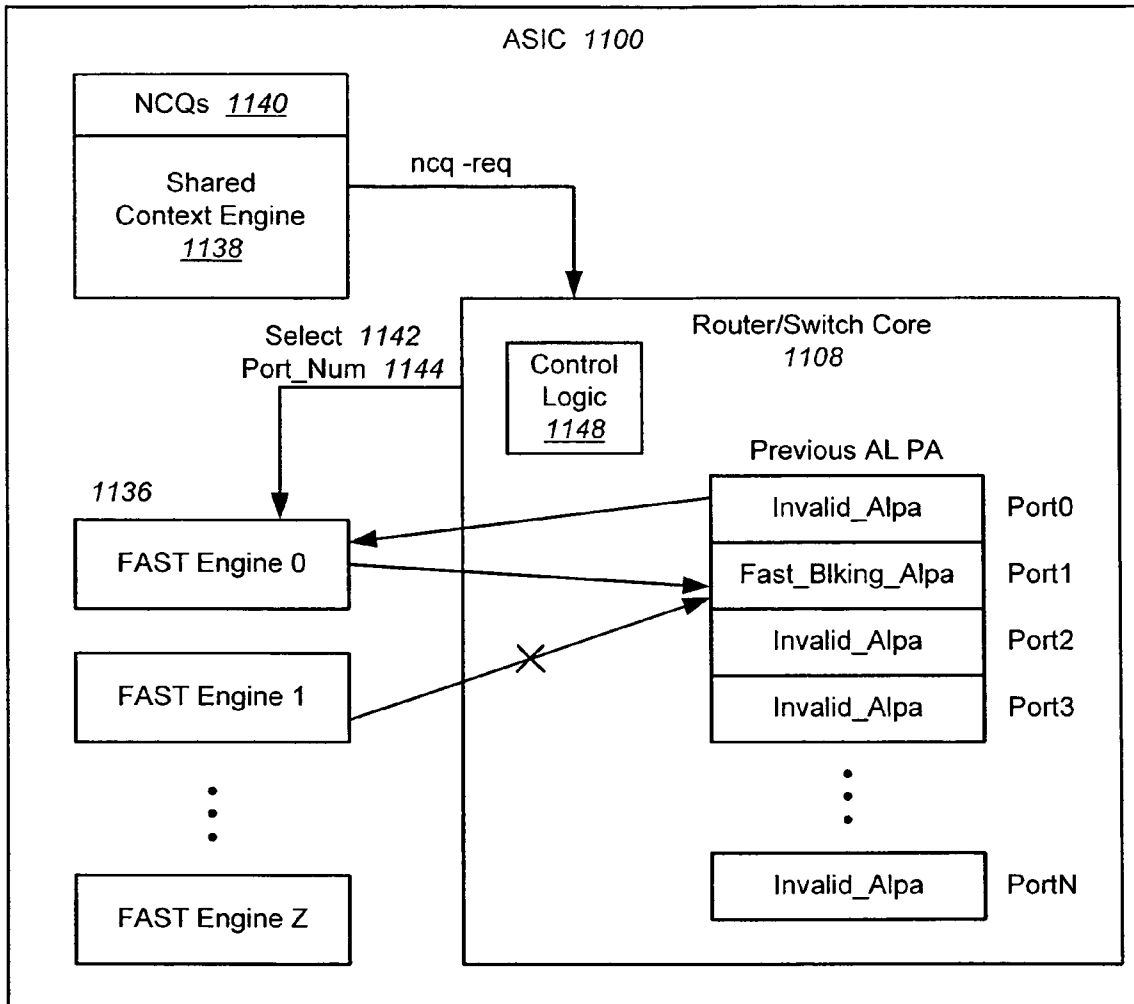 ASIC 1100
NCQs 1140
Shared
Context Engine
1138
ncq -req
Select 1142
Port_Num 1144
Router/Switch Core
1108
Control
Logic
1148
Previous AL PA
1136
FAST Engine 0
FAST Engine 1
FAST Engine Z
Invalid_Alpa Port0
Fast_Blking_Alpa Port1
Invalid_Alpa Port2
Invalid_Alpa Port3
Invalid_Alpa PortN